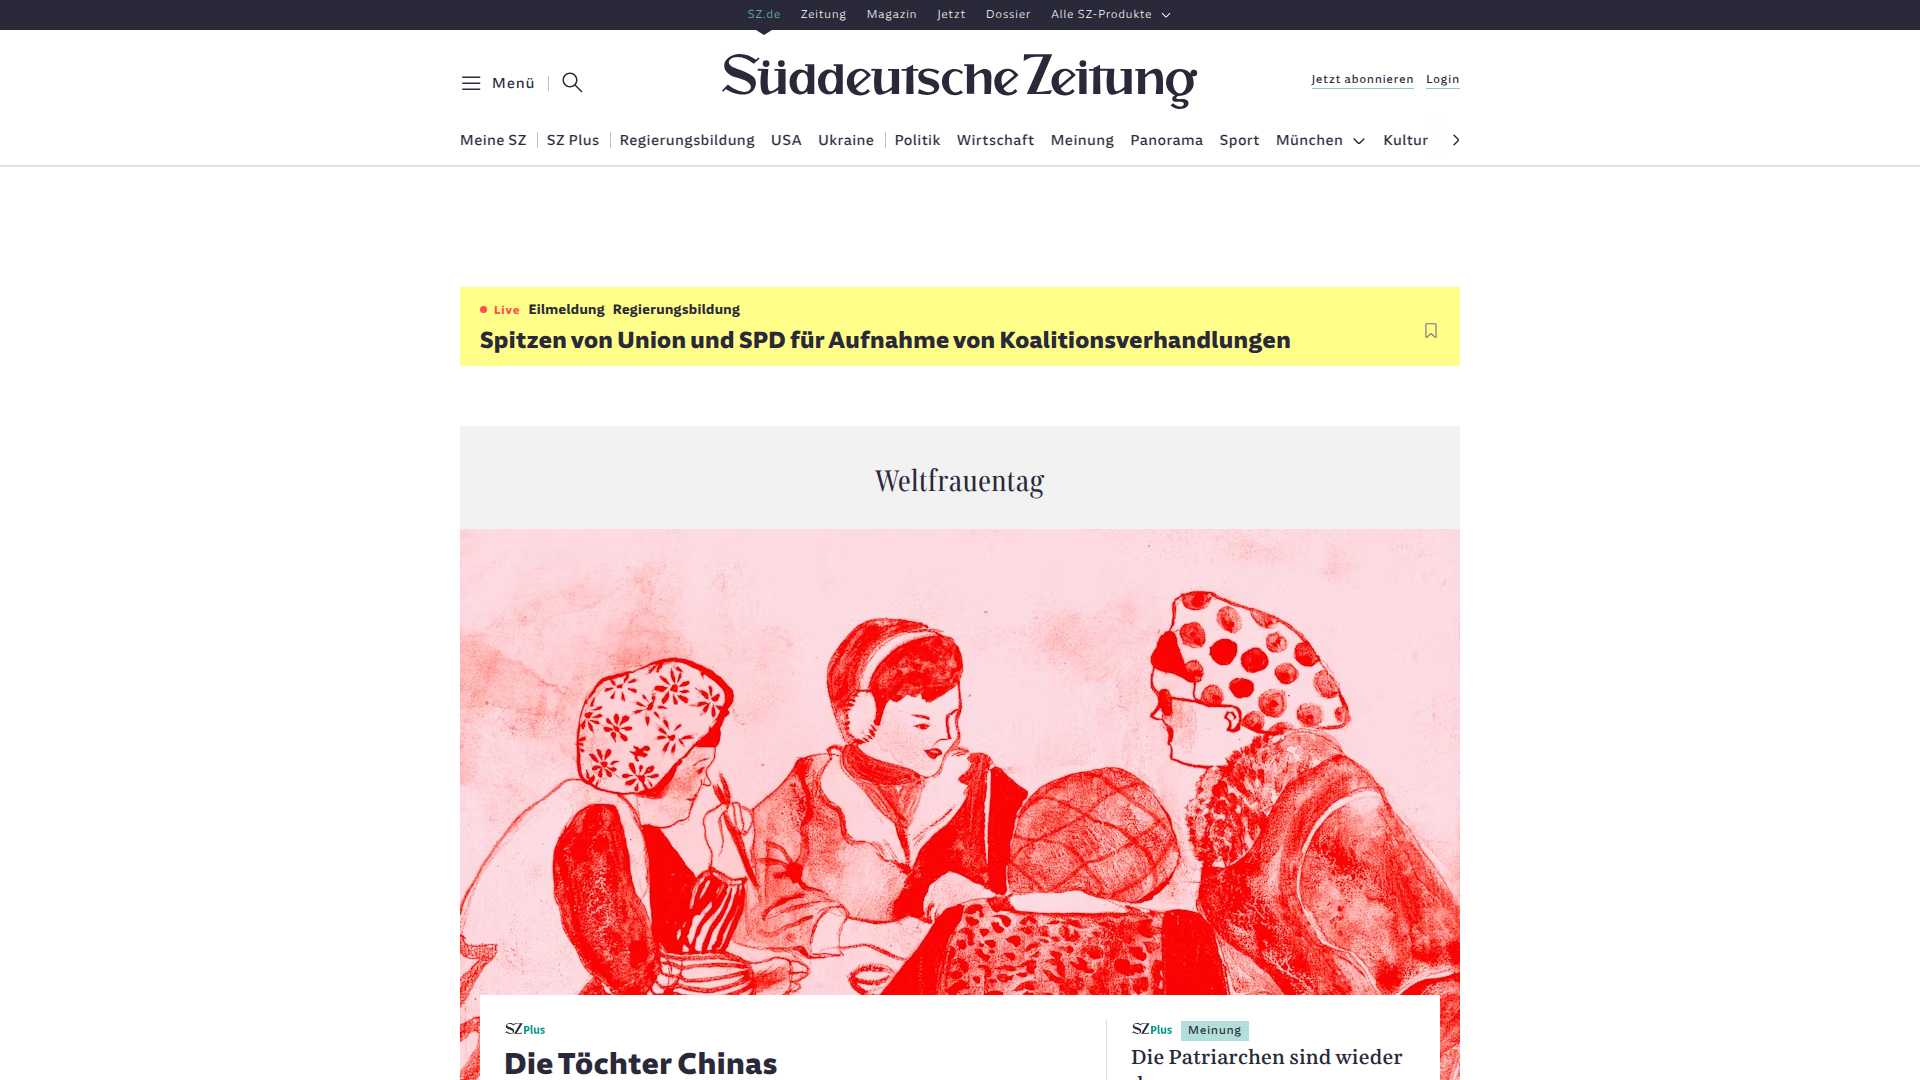 SZ.de Zeitung Magazin Jetzt Dossier Alle SZ-Produkte
Menü
Süddeutsche Zeitung
Jetzt abonnieren Login
Meine SZ SZ Plus Regierungsbildung USA Ukraine Politik Wirtschaft Meinung Panorama Sport München Kultur
Live Eilmeldung Regierungsbildung
Spitzen von Union und SPD für Aufnahme von Koalitionsverhandlungen
Weltfrauentag
SZ Plus
Die Töchter Chinas
SZ Plus Meinung
Die Patriarchen sind wieder